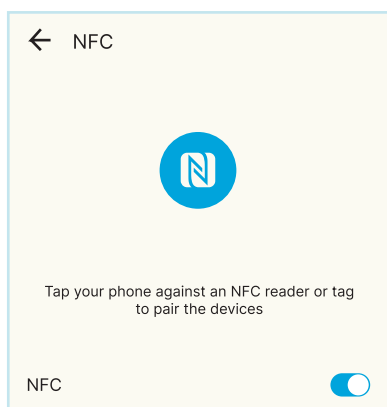 NFC
Tap your phone against an NFC reader or tag
to pair the devices
NFC